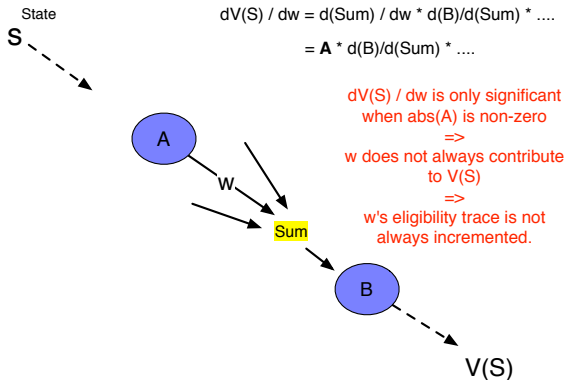 State
S
dV(S) / dw = d(Sum) / dw * d(B)/d(Sum) * ....
= A * d(B)/d(Sum) * ....
dV(S) / dw is only significant
when abs(A) is non-zero
=>
w does not always contribute
to V(S)
=>
w's eligibility trace is not
always incremented.
A
w
Sum
B
V(S)